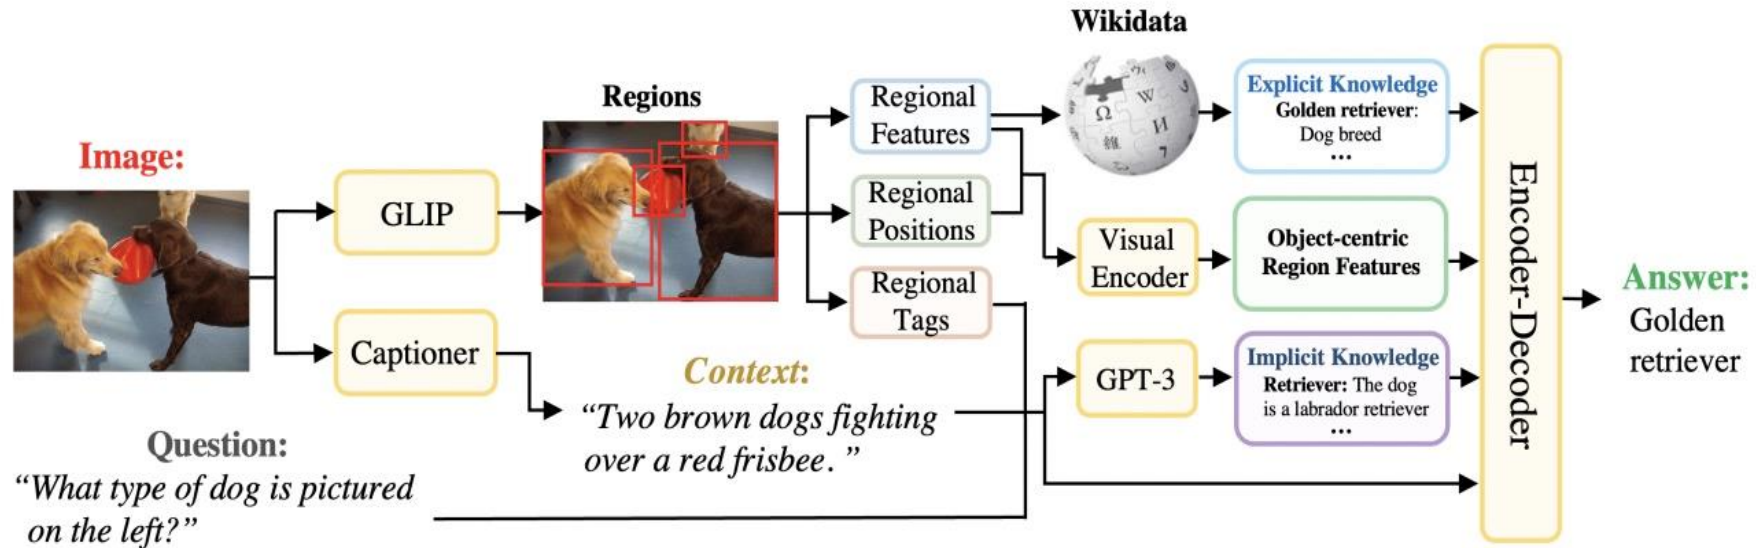 Wikidata
Image:
GLIP
Captioner
Question:
“What type of dog is pictured
on the left?”
Regions
Context:
“Two brown dogs fighting
over a red frisbee. ”
Regional
Features
Regional
Positions
Regional
Tags
Ω
W
И
維
7
Visual
Encoder
GPT-3
Explicit Knowledge
Golden retriever:
Dog breed
...
Object-centric
Region Features
Implicit Knowledge
Retriever: The dog
is a labrador retriever
...
Encoder-Decoder
Answer:
Golden
retriever